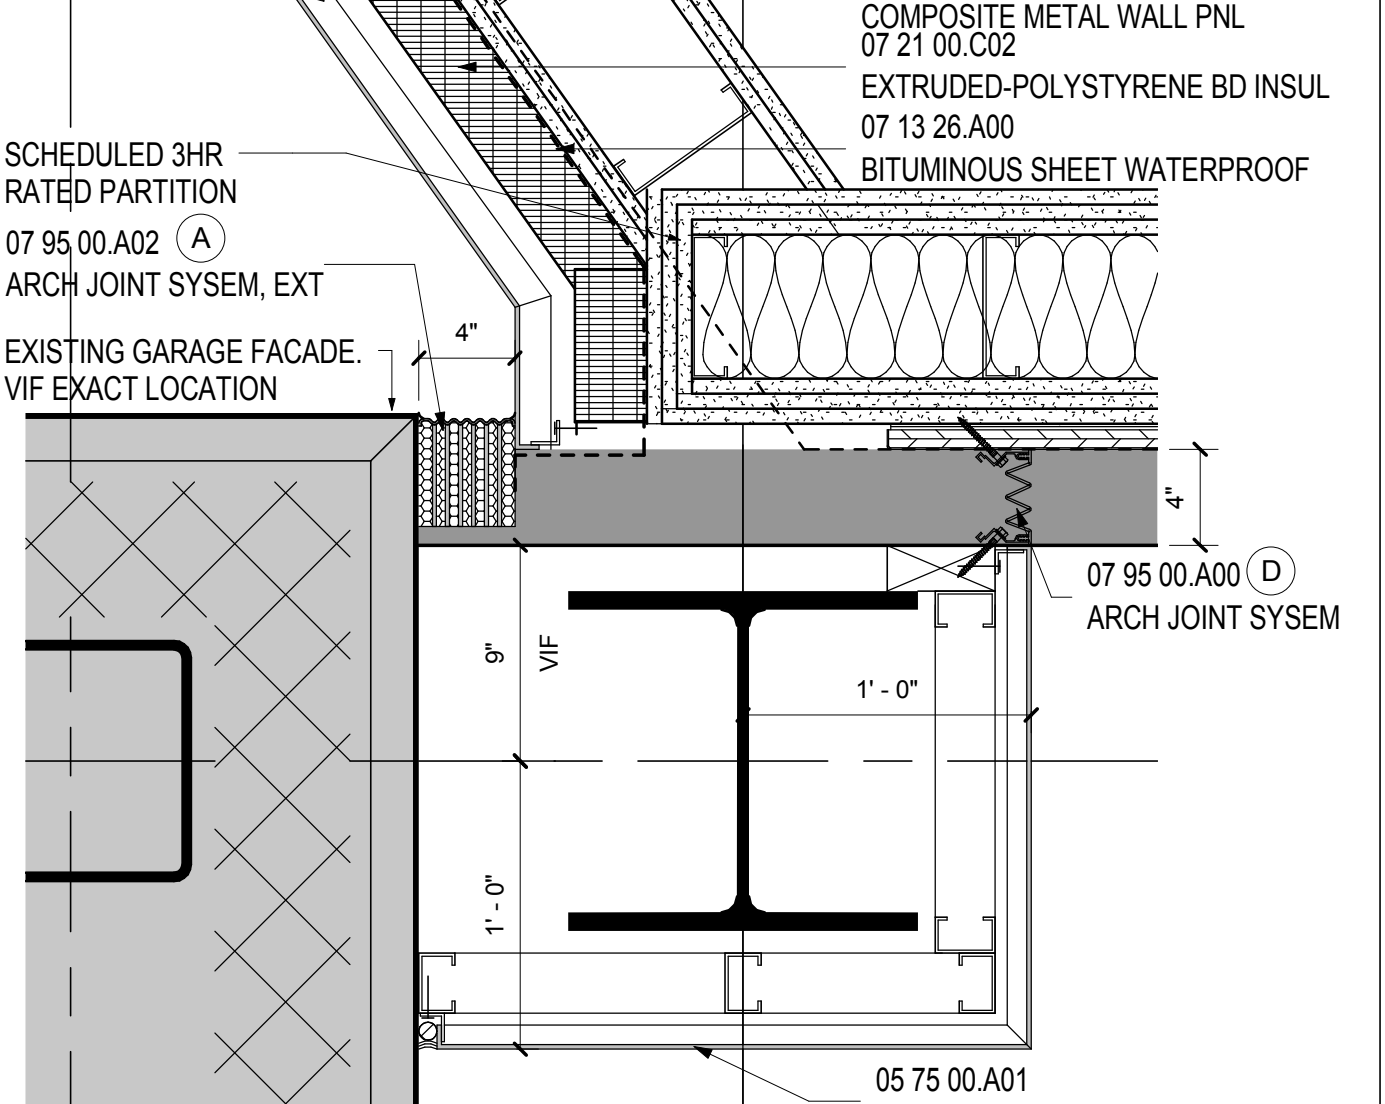 COMPOSITE METAL WALL PNL
07 21 00.C02
EXTRUDED-POLYSTYRENE BD INSUL
07 13 26.A00
BITUMINOUS SHEET WATERPROOF
SCHEDULED 3HR
RATED PARTITION
07 95 00.A02 A
ARCH JOINT SYSEM, EXT
EXISTING GARAGE FACADE.
VIF EXACT LOCATION
4"
4"
07 95 00.A00 D
ARCH JOINT SYSEM
9"
VIF
1' - 0"
1' - 0"
05 75 00.A01